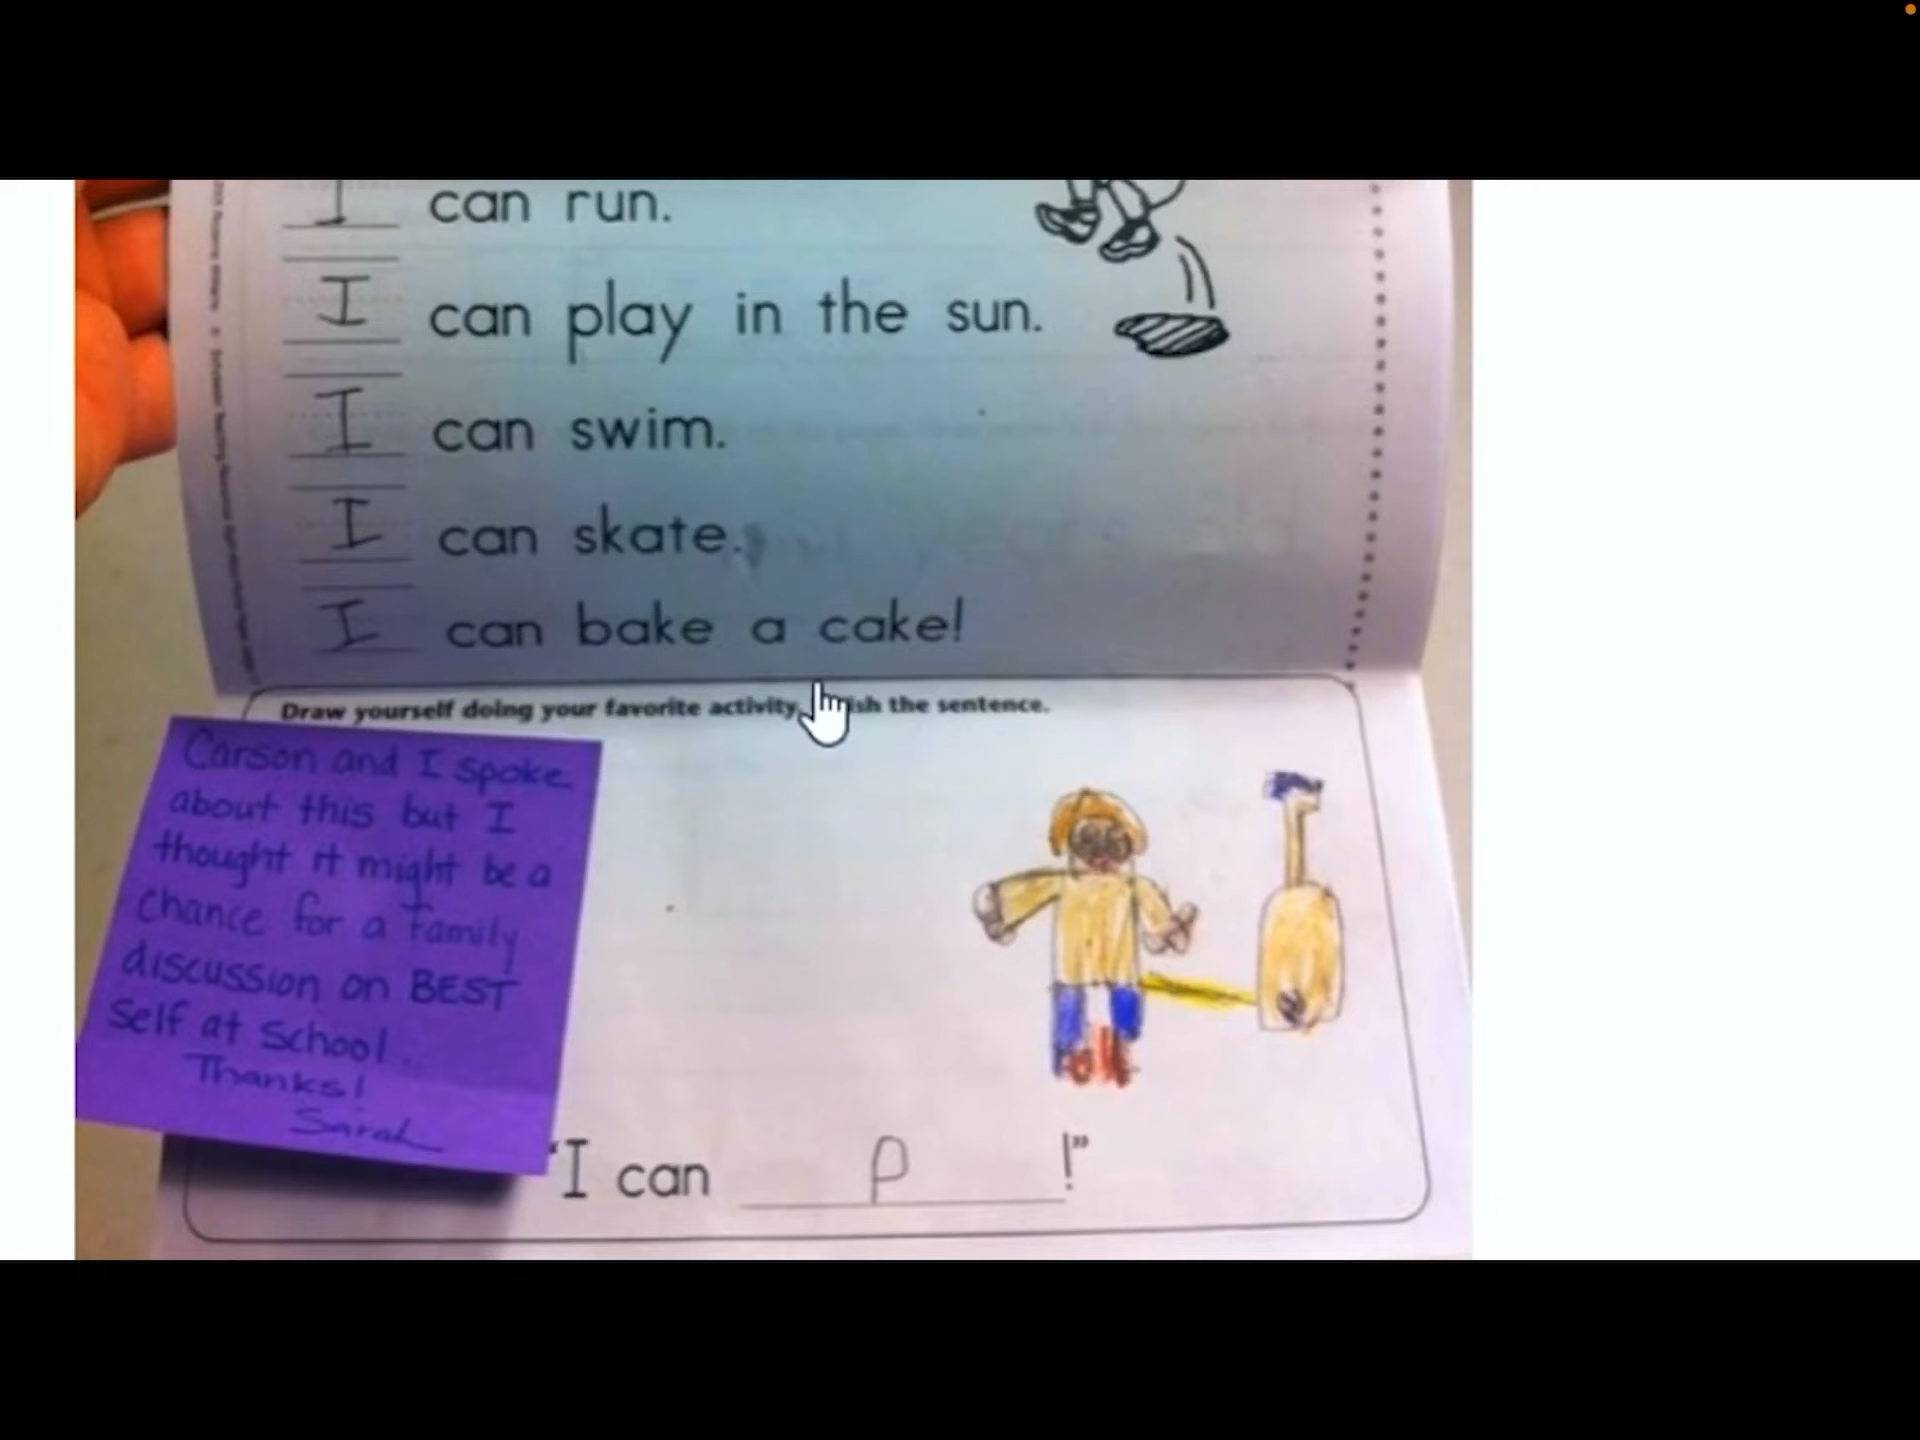 I can run.
I can play in the sun.
I can swim.
I can skate.
I can bake a cake!
Draw yourself doing your favorite activity. the sentence.
Carson and I spoke
about this but I
thought it might be a
chance for a family
discussion on BEST
self at school.
Thanks!
Sarah
"I can P !"